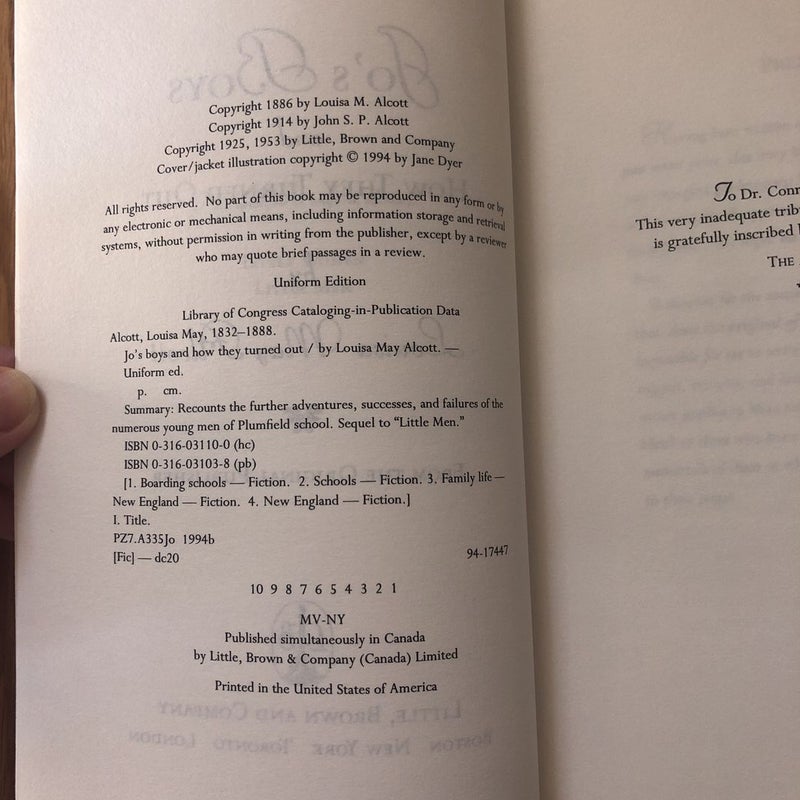 Copyright 1886 by Louisa M. Alcott
Copyright 1914 by John S. P. Alcott
Copyright 1925, 1953 by Little, Brown and Company
Cover/jacket illustration copyright © 1994 by Jane Dyer
All rights reserved. No part of this book may be reproduced in any form or by
any electronic or mechanical means, including information storage and retrieval
systems, without permission in writing from the publisher, except by a reviewer
who may quote brief passages in a review.
Uniform Edition
Library of Congress Cataloging-in-Publication Data
Alcott, Louisa May, 1832–1888.
Jo's boys and how they turned out / by Louisa May Alcott. —
Uniform ed.
p. cm.
Summary: Recounts the further adventures, successes, and failures of the
numerous young men of Plumfield school. Sequel to "Little Men."
ISBN 0-316-03110-0 (hc)
ISBN 0-316-03103-8 (pb)
[1. Boarding schools — Fiction. 2. Schools — Fiction. 3. Family life —
New England — Fiction. 4. New England — Fiction.]
I. Title.
PZ7.A335Jo 1994b
[Fic] — dc20 94-17447
10 9 8 7 6 5 4 3 2 1
MV-NY
Published simultaneously in Canada
by Little, Brown & Company (Canada) Limited
Printed in the United States of America
To Dr. Conr
This very inadequate trib
is gratefully inscribed
THE